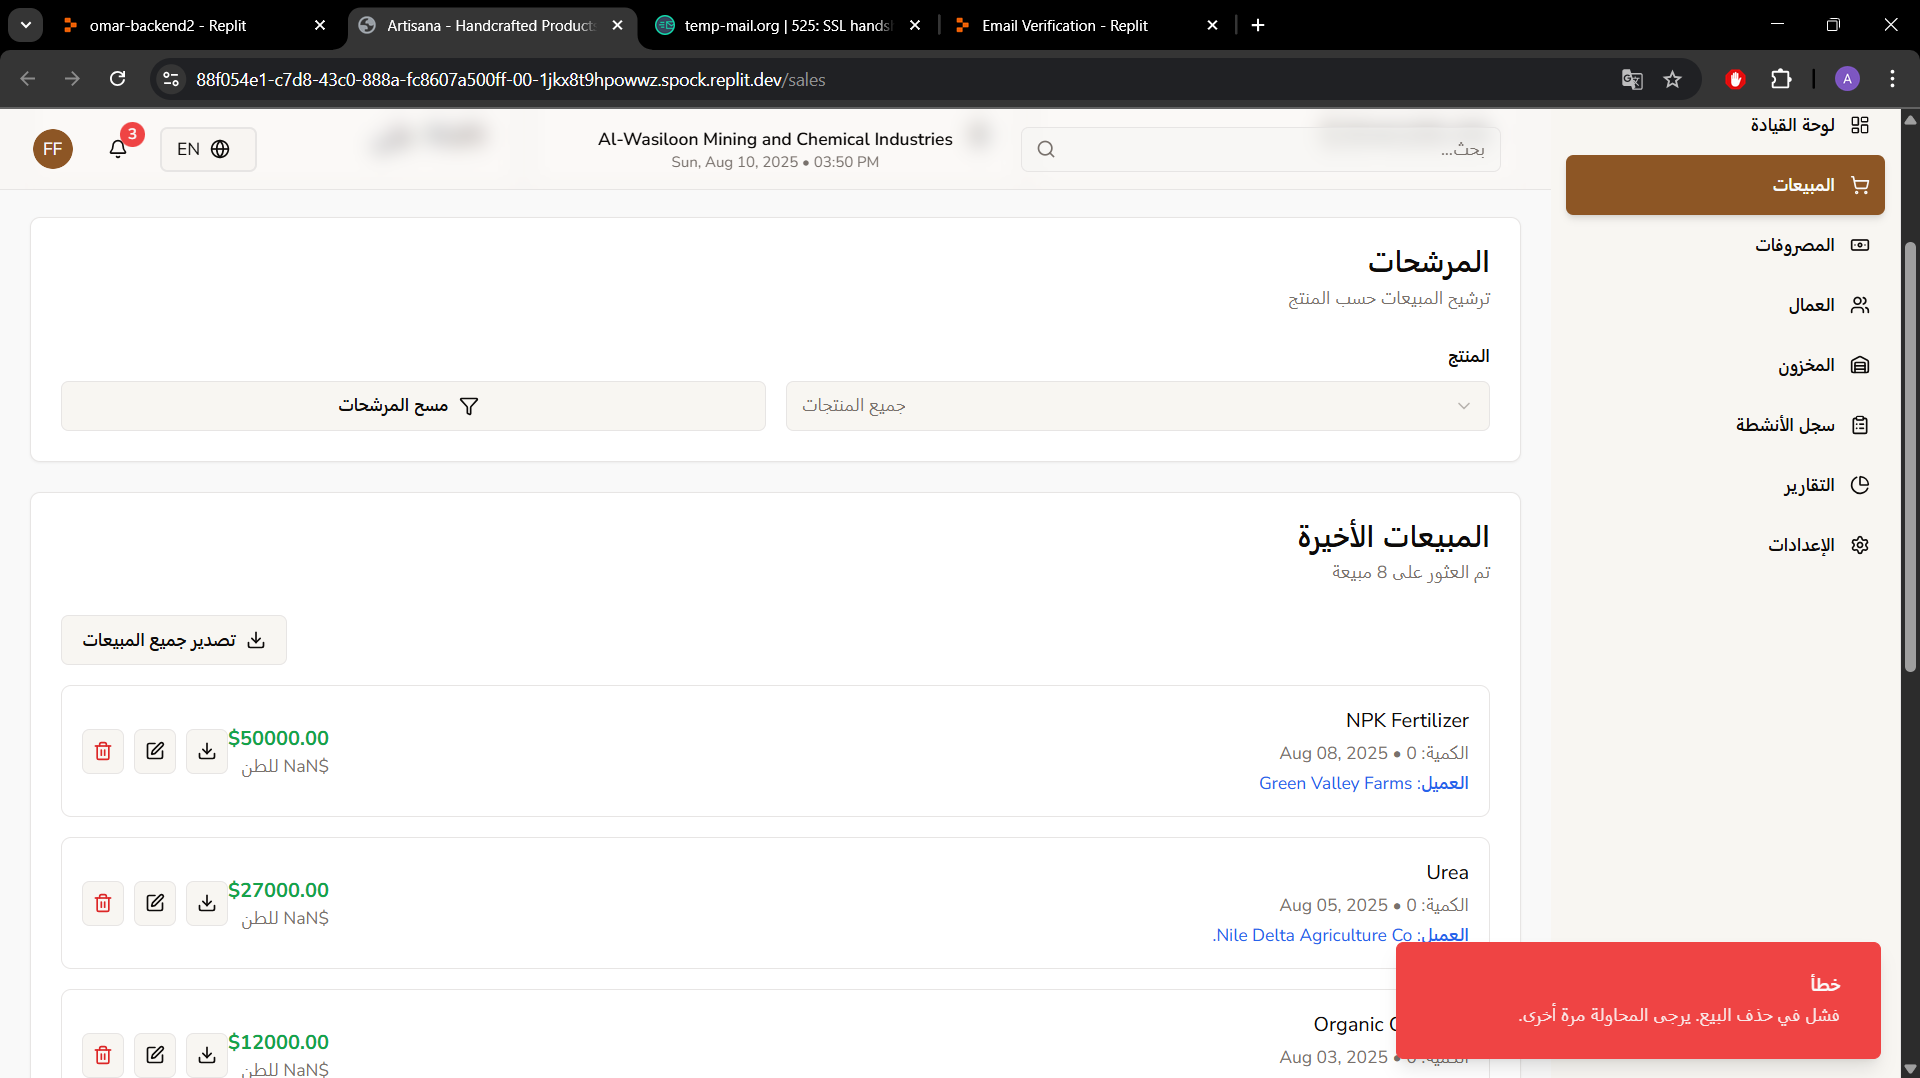 omar-backend2 - Replit
Artisana - Handcrafted Products
temp-mail.org | 525: SSL hands
Email Verification - Replit
88f054e1-c7d8-43c0-888a-fc8607a500ff-00-1jkx8t9hpowwz.spock.replit.dev/sales
A
FF
3
EN
Al-Wasiloon Mining and Chemical Industries
Sun, Aug 10, 2025 • 03:50 PM
بحث...
لوحة القيادة
المبيعات
المصروفات
العمال
المخزون
سجل الأنشطة
التقارير
الإعدادات
المرشحات
ترشيح المبيعات حسب المنتج
المنتج
جميع المنتجات
مسح المرشحات
المبيعات الأخيرة
تم العثور على 8 مبيعة
تصدير جميع المبيعات
NPK Fertilizer
الكمية: 0 • Aug 08, 2025
العميل: Green Valley Farms
$50000.00
$NaN للطن
Urea
الكمية: 0 • Aug 05, 2025
العميل: Nile Delta Agriculture Co.
$27000.00
$NaN للطن
Organic
الكمية: 0 • Aug 03, 2025
$12000.00
$NaN للطن
خطأ
فشل في حذف البيع. يرجى المحاولة مرة أخرى.